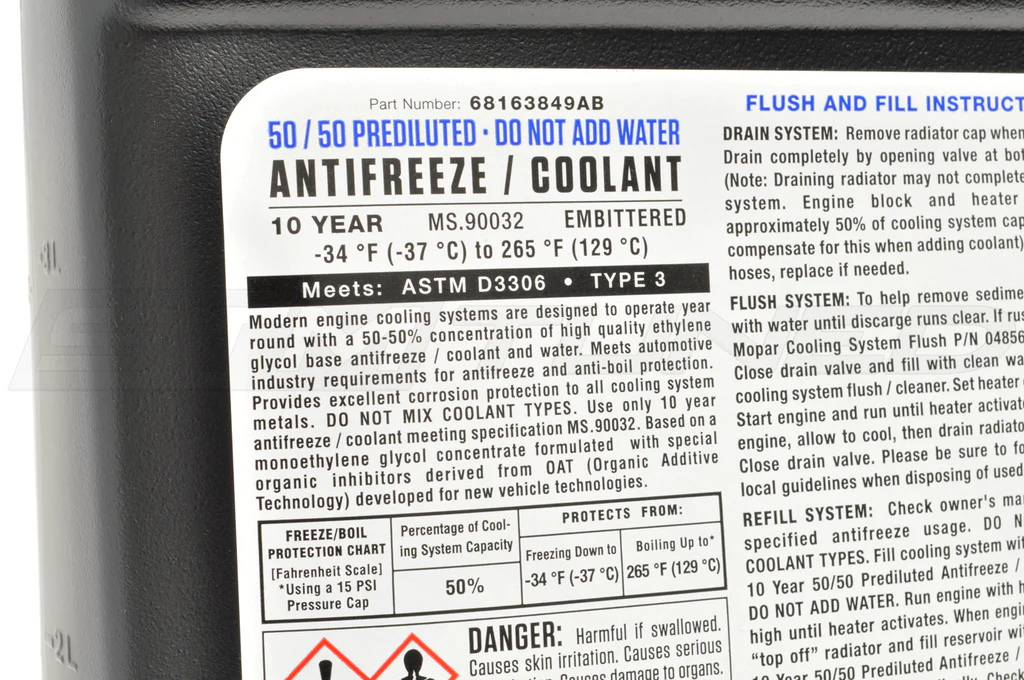 Part Number: 68163849AB
50 / 50 PREDILUTED · DO NOT ADD WATER
ANTIFREEZE / COOLANT
10 YEAR MS.90032 EMBITTERED
-34 °F (-37 °C) to 265 °F (129 °C)
Meets: ASTM D3306 • TYPE 3
Modern engine cooling systems are designed to operate year
round with a 50-50% concentration of high quality ethylene
glycol base antifreeze / coolant and water. Meets automotive
industry requirements for antifreeze and anti-boil protection.
Provides excellent corrosion protection to all cooling system
metals. DO NOT MIX COOLANT TYPES. Use only 10 year
antifreeze / coolant meeting specification MS.90032. Based on a
monoethylene glycol concentrate formulated with special
organic inhibitors derived from OAT (Organic Additive
Technology) developed for new vehicle technologies.
FREEZE/BOIL
PROTECTION CHART
[Fahrenheit Scale]
*Using a 15 PSI
Pressure Cap
Percentage of Cool-
ing System Capacity
50%
PROTECTS FROM:
Freezing Down to
-34 °F (-37 °C)
Boiling Up to*
265 °F (129 °C)
DANGER: Harmful if swallowed.
Causes skin irritation. Causes serious
Causes damage to organs.
FLUSH AND FILL INSTRUCT
DRAIN SYSTEM: Remove radiator cap when
Drain completely by opening valve at bot
(Note: Draining radiator may not complete
system. Engine block and heater
approximately 50% of cooling system cap
compensate for this when adding coolant)
hoses, replace if needed.
FLUSH SYSTEM: To help remove sedime
with water until discarge runs clear. If rus
Mopar Cooling System Flush P/N 04856
Close drain valve and fill with clean wa
cooling system flush / cleaner. Set heater
Start engine and run until heater activat
engine, allow to cool, then drain radiato
Close drain valve. Please be sure to fo
local guidelines when disposing of used
REFILL SYSTEM: Check owner's ma
specified antifreeze usage. DO N
COOLANT TYPES. Fill cooling system wit
10 Year 50/50 Prediluted Antifreeze /
DO NOT ADD WATER. Run engine with h
high until heater activates. When engin
"top off" radiator and fill reservoir wi
10 Year 50/50 Prediluted Antifreeze /
Check
3L
2L